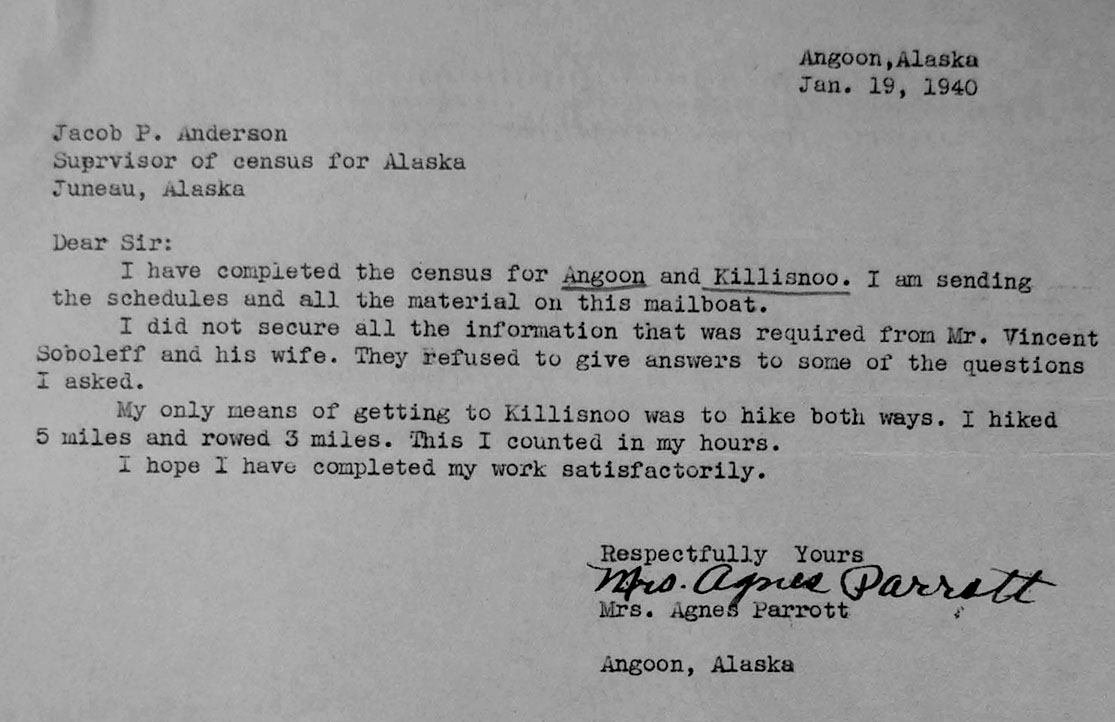 Angoon,Alaska
Jan. 19, 1940
Jacob P. Anderson
Suprvisor of census for Alaska
Juneau, Alaska
Dear Sir:
I have completed the census for Angoon and Killisnoo. I am sending
the schedules and all the material on this mailboat.
I did not secure all the information that was required from Mr. Vincent
Soboleff and his wife. They refused to give answers to some of the questions
I asked.
My only means of getting to Killisnoo was to hike both ways. I hiked
5 miles and rowed 3 miles. This I counted in my hours.
I hope I have completed my work satisfactorily.
Respectfully Yours
Mrs. Agnes Parrott
Mrs. Agnes Parrott
Angoon, Alaska